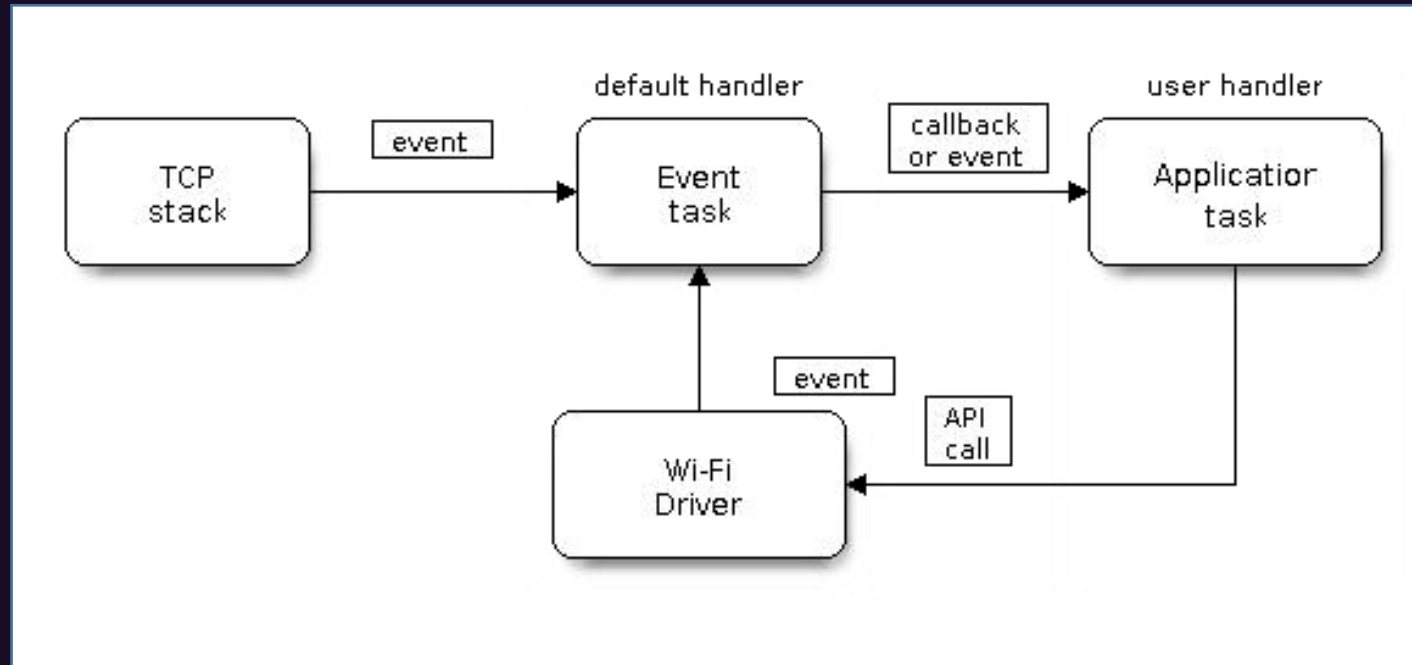 default handler
user handler
event
callback
or event
TCP
stack
Event
task
Application
task
event
API
call
Wi-Fi
Driver